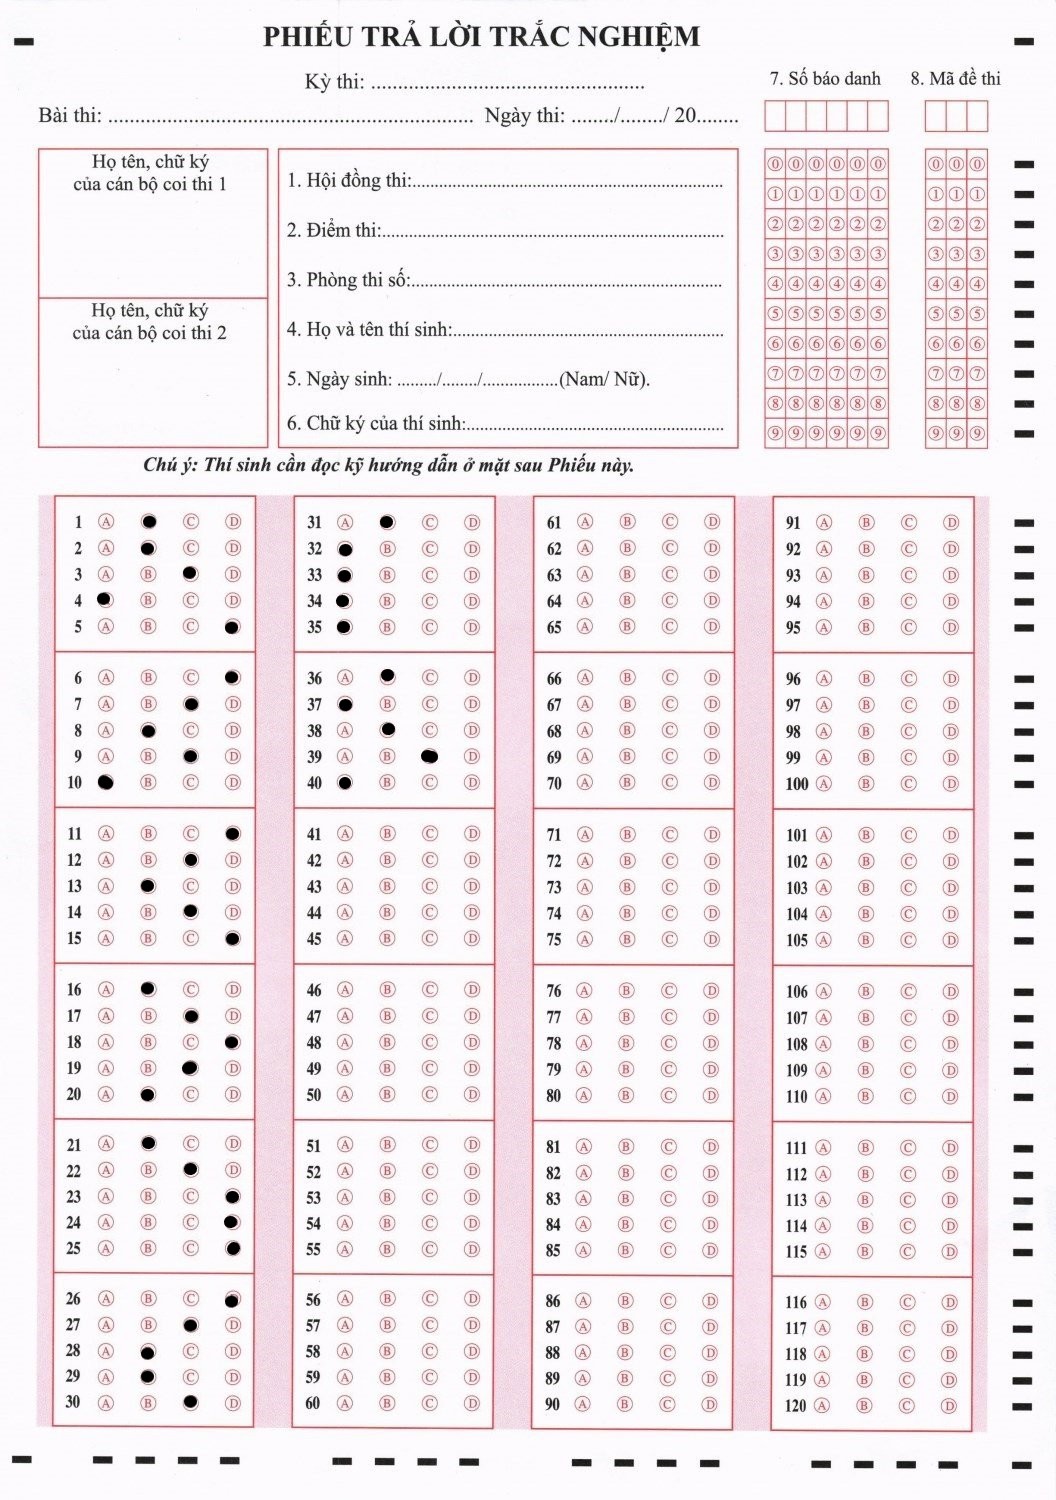 PHIẾU TRẢ LỜI TRẮC NGHIỆM
Kỳ thi: ....................................................
Bài thi: ...................................................................... Ngày thi: ......../......../ 20........
7. Số báo danh 8. Mã đề thi
Họ tên, chữ ký
của cán bộ coi thi 1
Họ tên, chữ ký
của cán bộ coi thi 2
1. Hội đồng thi:..................................................................
2. Điểm thi:.........................................................................
3. Phòng thi số:..................................................................
4. Họ và tên thí sinh:..........................................................
5. Ngày sinh: ........./......../................(Nam/ Nữ).
6. Chữ ký của thí sinh:.......................................................
0 0 0 0 0 0 0 0 0
1 1 1 1 1 1 1 1 1
2 2 2 2 2 2 2 2 2
3 3 3 3 3 3 3 3 3
4 4 4 4 4 4 4 4 4
5 5 5 5 5 5 5 5 5
6 6 6 6 6 6 6 6 6
7 7 7 7 7 7 7 7 7
8 8 8 8 8 8 8 8 8
9 9 9 9 9 9 9 9 9
Chú ý: Thí sinh cần đọc kỹ hướng dẫn ở mặt sau Phiếu này.
1 A C D
2 A C D
3 A B D
4 B C D
5 A B C
6 A B C
7 A B D
8 A C D
9 A B D
10 B C D
11 A B C
12 A B D
13 A C D
14 A B D
15 A B C
16 A C D
17 A B D
18 A B C
19 A B D
20 A C D
21 A C D
22 A B D
23 A B C
24 A B C
25 A B C
26 A B C
27 A B D
28 A C D
29 A C D
30 A B D
31 A C D
32 B C D
33 B C D
34 B C D
35 B C D
36 A C D
37 B C D
38 A C D
39 A B D
40 B C D
41 A B C D
42 A B C D
43 A B C D
44 A B C D
45 A B C D
46 A B C D
47 A B C D
48 A B C D
49 A B C D
50 A B C D
51 A B C D
52 A B C D
53 A B C D
54 A B C D
55 A B C D
56 A B C D
57 A B C D
58 A B C D
59 A B C D
60 A B C D
61 A B C D
62 A B C D
63 A B C D
64 A B C D
65 A B C D
66 A B C D
67 A B C D
68 A B C D
69 A B C D
70 A B C D
71 A B C D
72 A B C D
73 A B C D
74 A B C D
75 A B C D
76 A B C D
77 A B C D
78 A B C D
79 A B C D
80 A B C D
81 A B C D
82 A B C D
83 A B C D
84 A B C D
85 A B C D
86 A B C D
87 A B C D
88 A B C D
89 A B C D
90 A B C D
91 A B C D
92 A B C D
93 A B C D
94 A B C D
95 A B C D
96 A B C D
97 A B C D
98 A B C D
99 A B C D
100 A B C D
101 A B C D
102 A B C D
103 A B C D
104 A B C D
105 A B C D
106 A B C D
107 A B C D
108 A B C D
109 A B C D
110 A B C D
111 A B C D
112 A B C D
113 A B C D
114 A B C D
115 A B C D
116 A B C D
117 A B C D
118 A B C D
119 A B C D
120 A B C D